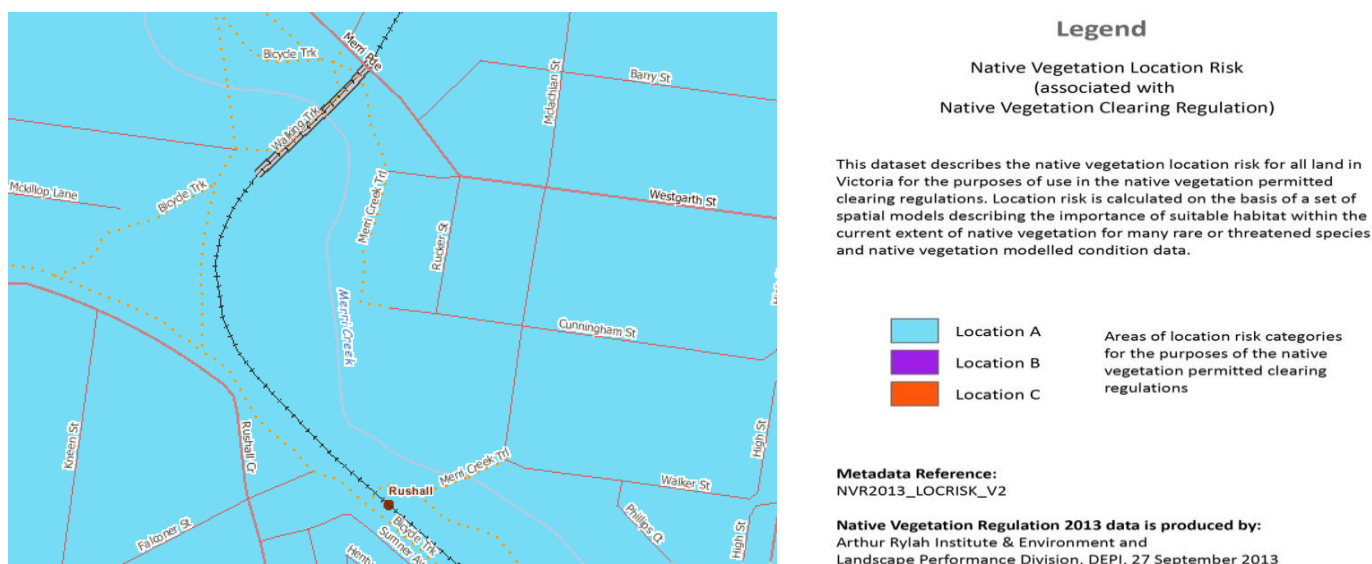 Bicycle Trk
Merri Pde
Barry St
Mclachlan St
Walking Trk
Mckillop Lane
Bicycle Trk
Merri Creek Trl
Westgarth St
Rucker St
Merri Creek
Cunningham St
Kneen St
Rushall Cr
High St
Merri Creek Trl
Walker St
Rushall
Phillips Ct
High St
Falconer St
Bicycle Trk
Sumner Av
Legend
Native Vegetation Location Risk
(associated with
Native Vegetation Clearing Regulation)
This dataset describes the native vegetation location risk for all land in
Victoria for the purposes of use in the native vegetation permitted
clearing regulations. Location risk is calculated on the basis of a set of
spatial models describing the importance of suitable habitat within the
current extent of native vegetation for many rare or threatened species
and native vegetation modelled condition data.
Location A
Location B
Location C
Areas of location risk categories
for the purposes of the native
vegetation permitted clearing
regulations
Metadata Reference:
NVR2013_LOCRISK_V2
Native Vegetation Regulation 2013 data is produced by:
Arthur Rylah Institute & Environment and
Landscape Performance Division, DEPI, 27 September 2013